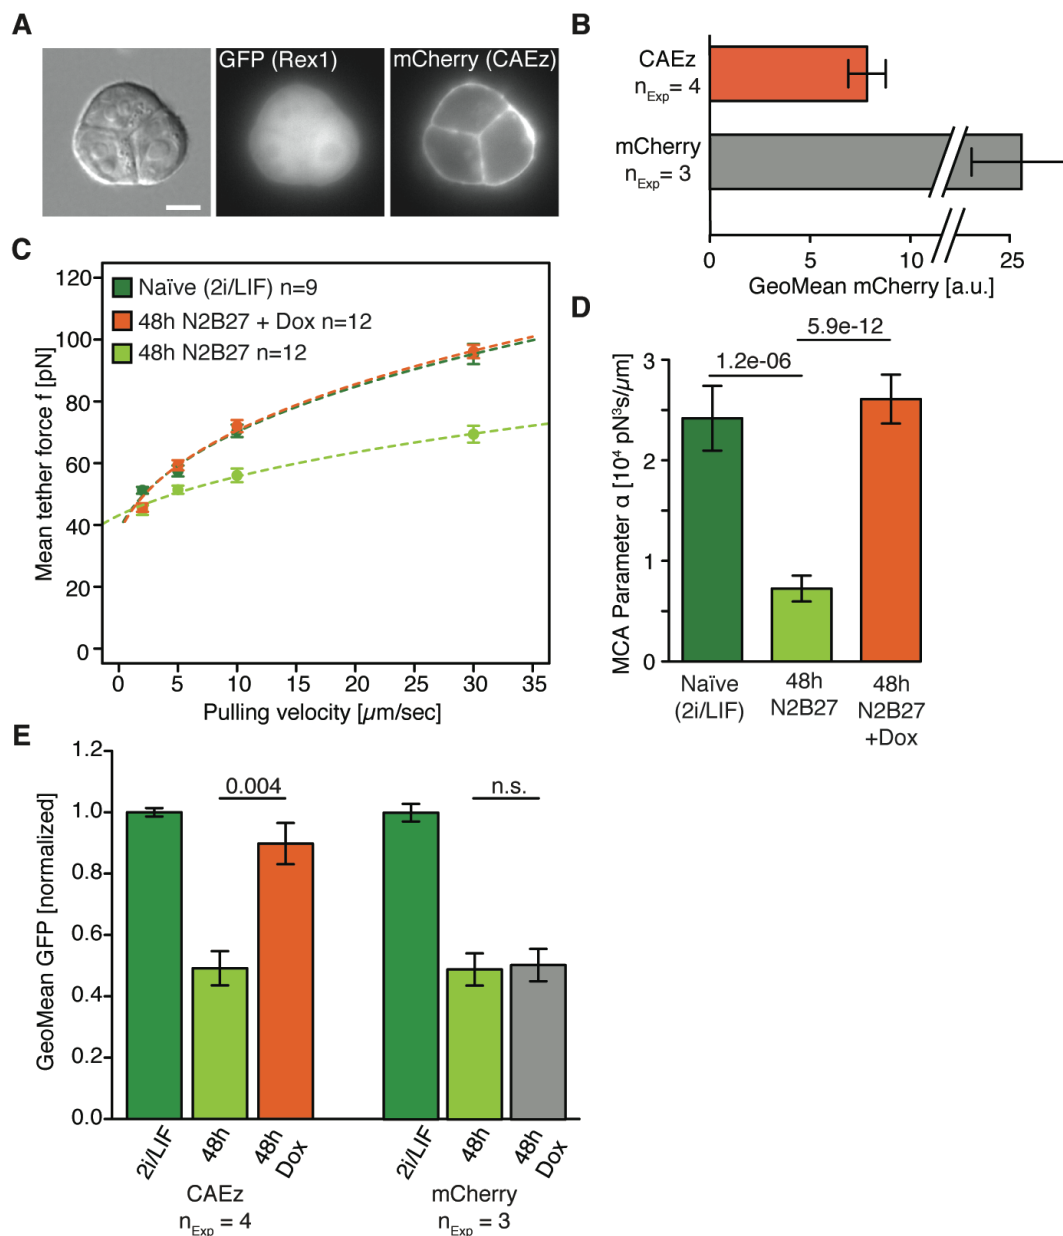 A
GFP (Rex1)
mCherry (CAEz)
B
CAEz
nExp= 4
mCherry
nExp= 3
0 5 10 25
GeoMean mCherry [a.u.]
C
Mean tether force f [pN]
120
100
80
60
40
20
0
Naïve (2i/LIF) n=9
48h N2B27 + Dox n=12
48h N2B27 n=12
0 5 10 15 20 25 30 35
Pulling velocity [µm/sec]
D
MCA Parameter α [10⁴ pN³s/µm]
3
2
1
0
5.9e-12
1.2e-06
Naïve
(2i/LIF)
48h
N2B27
48h
N2B27
+Dox
E
GeoMean GFP [normalized]
1.2
1.0
0.8
0.6
0.4
0.2
0.0
0.004
n.s.
2i/LIF
48h
48h
Dox
CAEz
nExp = 4
2i/LIF
48h
48h
Dox
mCherry
nExp = 3